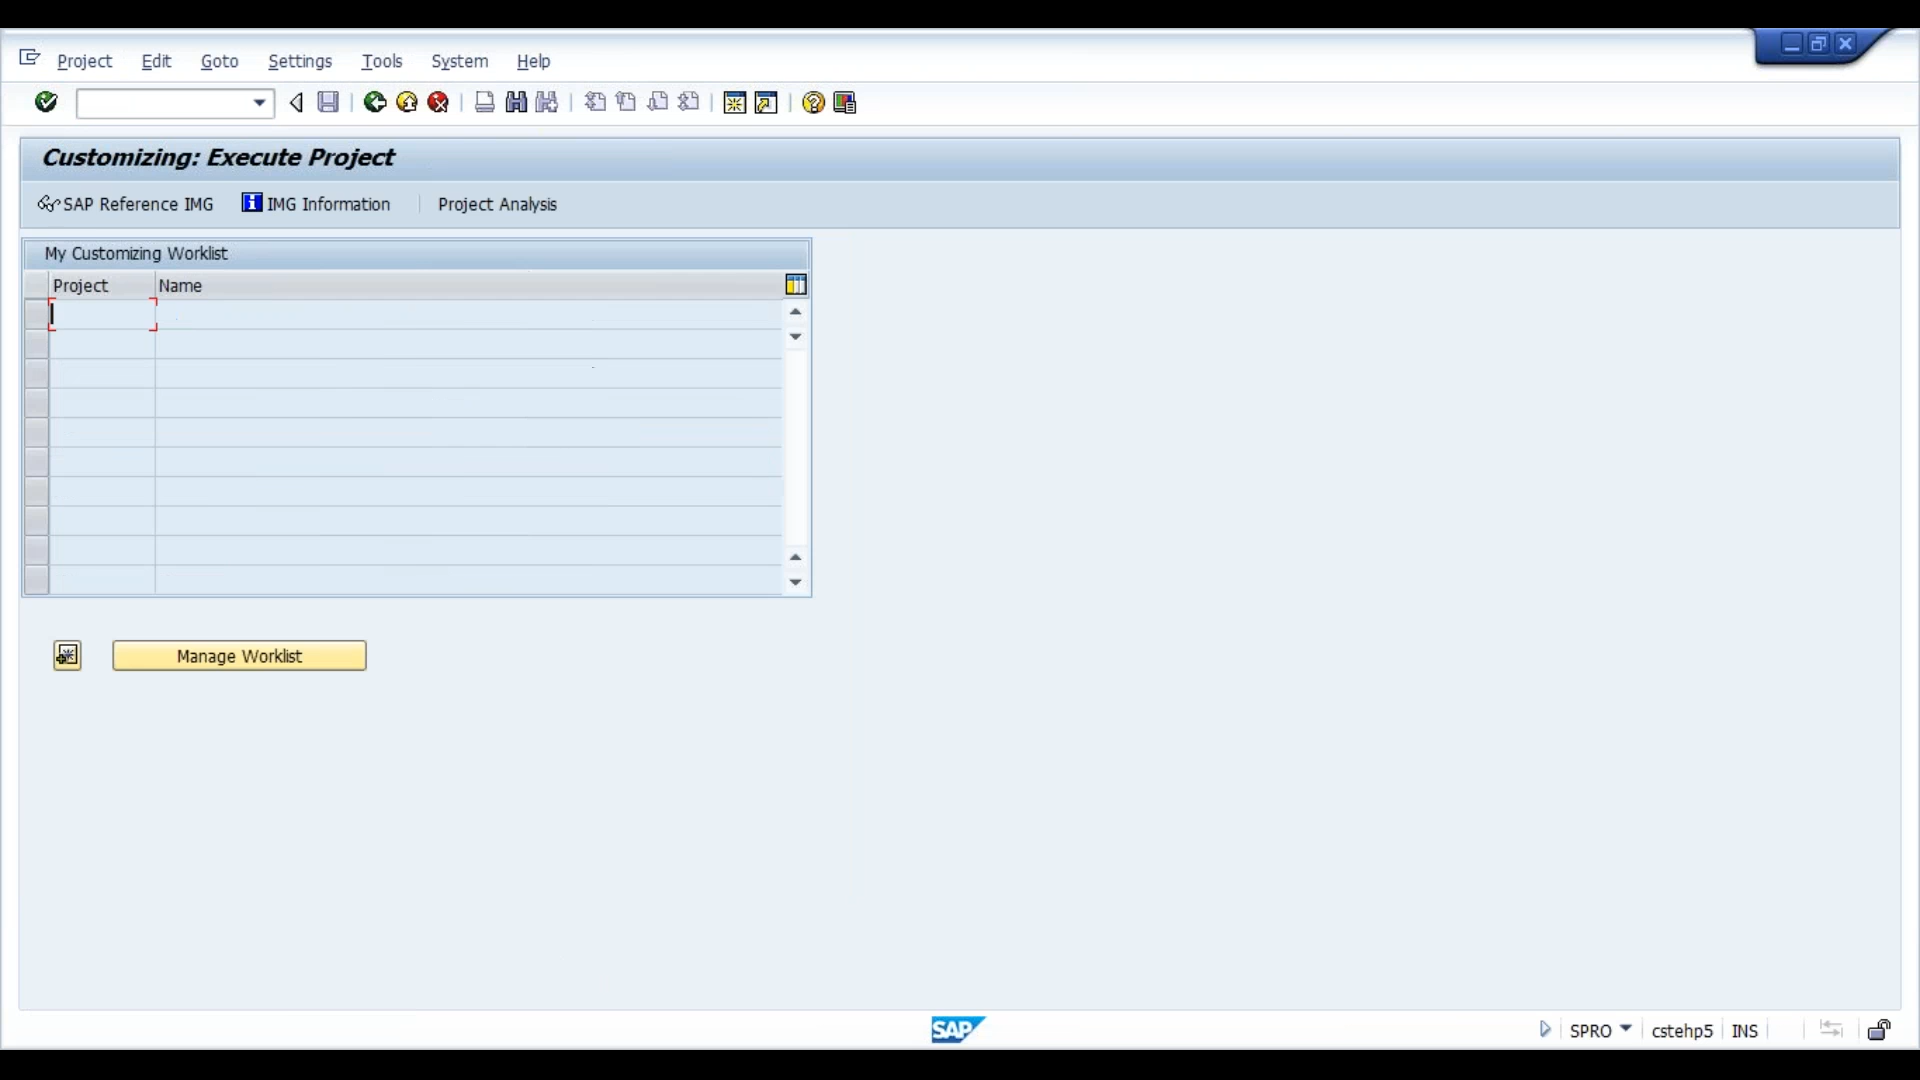 Project Edit Goto Settings Tools System Help
Customizing: Execute Project
SAP Reference IMG IMG Information Project Analysis
My Customizing Worklist
Project Name
Manage Worklist
SAP SPRO cstehp5 INS